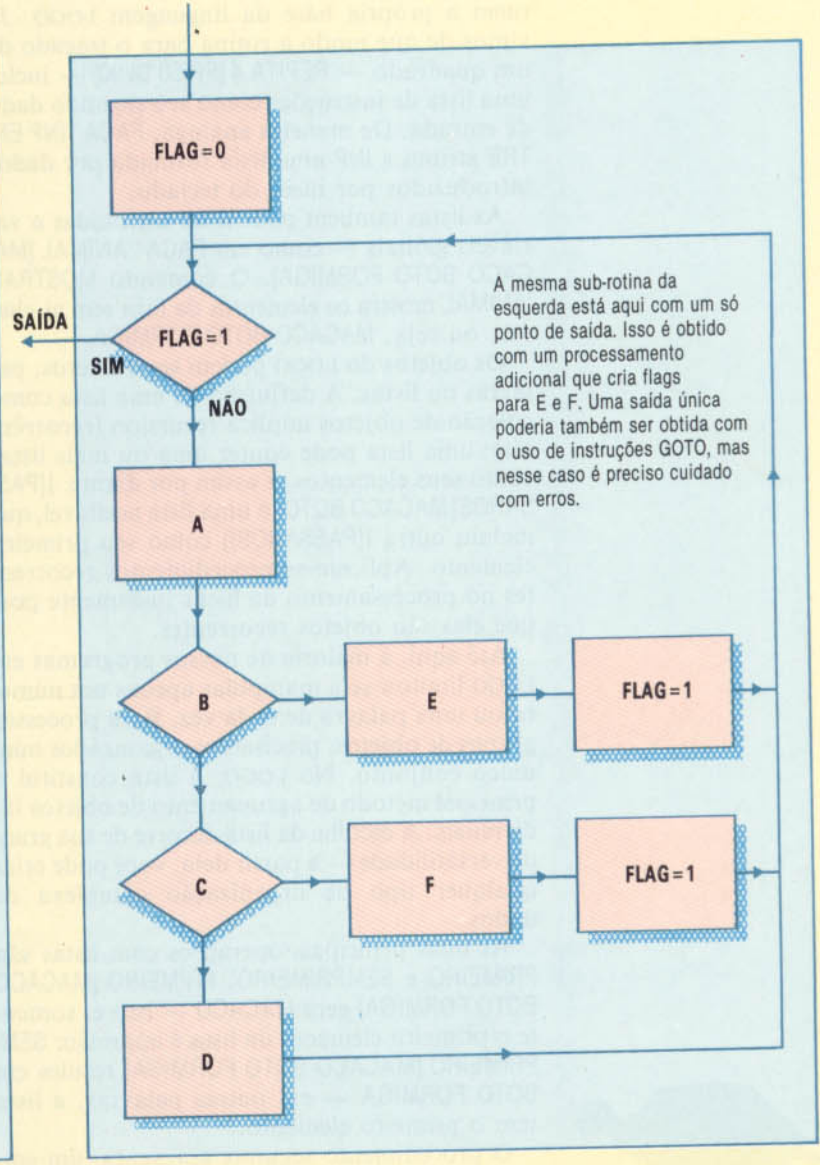 FLAG=0
SAÍDA
FLAG=1
SIM
NÃO
A mesma sub-rotina da
esquerda está aqui com um só
ponto de saída. Isso é obtido
com um processamento
adicional que cria flags
para E e F. Uma saída única
poderia também ser obtida com
o uso de instruções GOTO, mas
nesse caso é preciso cuidado
com erros.
A
B
E
FLAG=1
C
F
FLAG=1
D